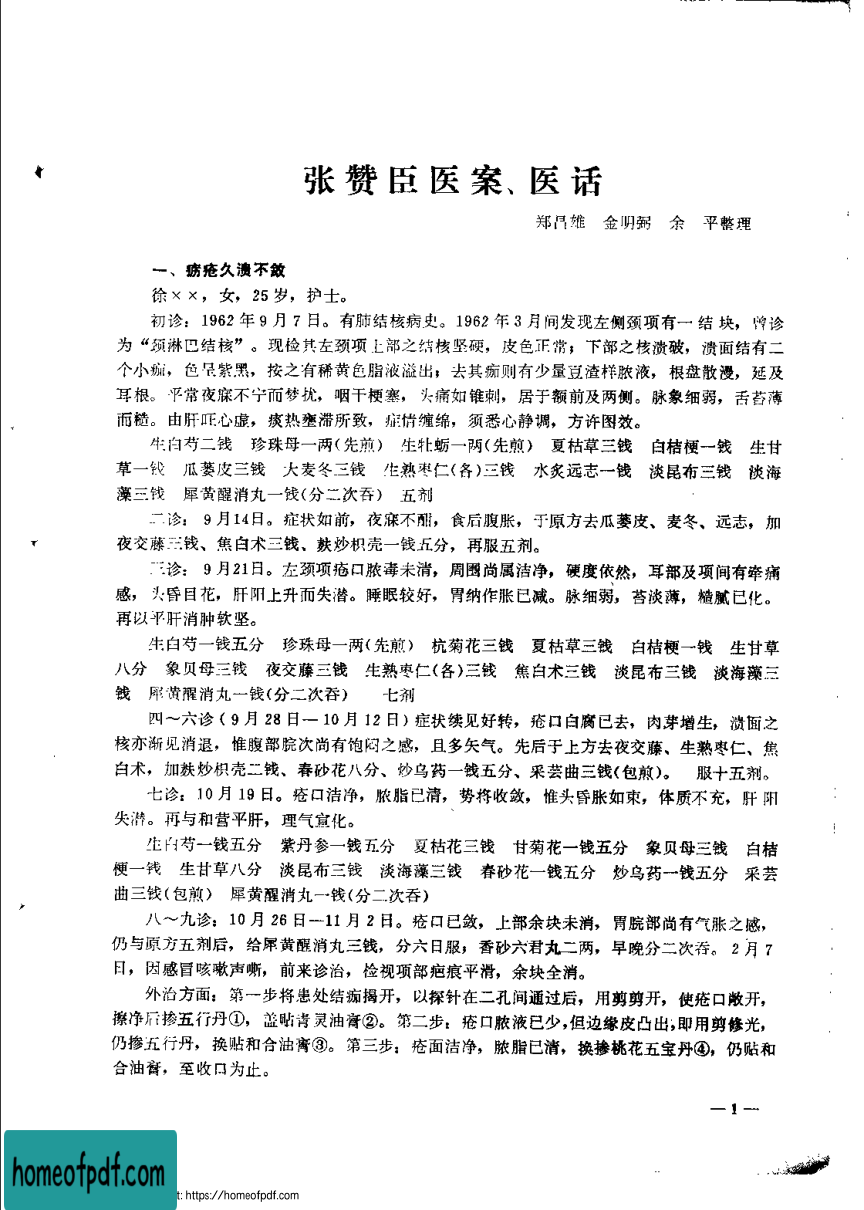 张赞臣医案、医话
郑昌雄 金明弼 余 平整理
一、疬疮久溃不敛
徐××，女，25岁，护士。
初诊：1962年9月7日。有肺结核病史。1962年3月间发现左侧颈项有一结块，曾诊
为“颈淋巴结核”。现检其左颈项上部之结核坚硬，皮色正常；下部之核溃破，溃面结有二
个小痂，色呈紫黑，按之有稀黄色脂液溢出；去其痂则有少量豆渣样脓液，根盘散漫，延及
耳根。平常夜寐不宁而梦扰，咽干梗塞，头痛如锥刺，居于额前及两侧。脉象细弱，舌苔薄
而糙。由肝旺心虚，痰热壅滞所致，症情缠绵，须悉心静调，方许图效。
生白芍二钱 珍珠母一两(先煎) 生牡蛎一两(先煎) 夏枯草三钱 白桔梗一钱 生甘
草一钱 瓜蒌皮三钱 大麦冬三钱 生熟枣仁(各)三钱 水炙远志一钱 淡昆布三钱 淡海
藻三钱 犀黄醒消丸一钱(分二次吞) 五剂
二诊：9月14日。症状如前，夜寐不酣，食后腹胀，于原方去瓜蒌皮、麦冬、远志，加
夜交藤三钱、焦白术三钱、麸炒枳壳一钱五分，再服五剂。
三诊：9月21日。左颈项疮口脓毒未清，周围尚属洁净，硬度依然，耳部及项间有牵痛
感，头昏目花，肝阳上升而失潜。睡眠较好，胃纳作胀已减。脉细弱，苔淡薄，糙腻已化。
再以平肝消肿软坚。
生白芍一钱五分 珍珠母一两(先煎) 杭菊花三钱 夏枯草三钱 白桔梗一钱 生甘草
八分 象贝母三钱 夜交藤三钱 生熟枣仁(各)三钱 焦白术三钱 淡昆布三钱 淡海藻三
钱 犀黄醒消丸一钱(分二次吞) 七剂
四～六诊（9月28日—10月12日）症状续见好转，疮口白腐已去，肉芽增生，溃面之
核亦渐见消退，惟腹部脘次尚有饱闷之感，且多矢气。先后于上方去夜交藤、生熟枣仁、焦
白术，加麸炒枳壳二钱、春砂花八分、炒乌药一钱五分、采芸曲三钱(包煎)。 服十五剂。
七诊：10月19日。疮口洁净，脓脂已清，势将收敛，惟头昏胀如束，体质不充，肝阳
失潜。再与和营平肝，理气宣化。
生白芍一钱五分 紫丹参一钱五分 夏枯花三钱 甘菊花一钱五分 象贝母三钱 白桔
梗一钱 生甘草八分 淡昆布三钱 淡海藻三钱 春砂花一钱五分 炒乌药一钱五分 采芸
曲三钱(包煎) 犀黄醒消丸一钱(分二次吞)
八～九诊：10月26日—11月2日。疮口已敛，上部余块未消，胃脘部尚有气胀之感，
仍与原方五剂后，给犀黄醒消丸三钱，分六日服；香砂六君丸二两，早晚分二次吞。2月7
日，因感冒咳嗽声嘶，前来诊治，检视项部疤痕平滑，余块全消。
外治方面：第一步将患处结痂揭开，以探针在二孔间通过后，用剪剪开，使疮口敞开，
擦净后掺五行丹①，盖贴青灵油膏②。第二步：疮口脓液已少，但边缘皮凸出，即用剪修光，
仍掺五行丹，换贴和合油膏③。第三步：疮面洁净，脓脂已清，换掺桃花五宝丹④，仍贴和
合油膏，至收口为止。
—1—
homeofpdf.com
t: https://homeofpdf.com